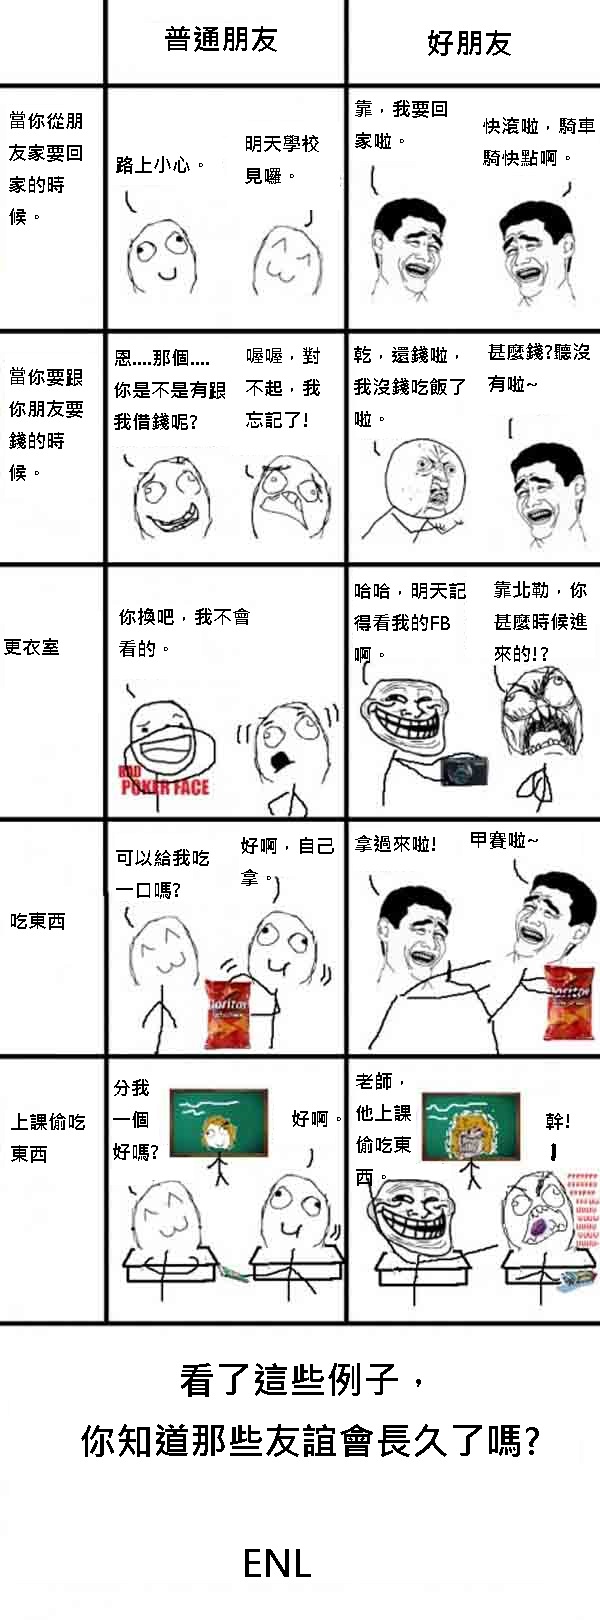 普通朋友
好朋友
當你從朋
友家要回
家的時
候。
路上小心。
明天學校
見囉。
靠，我要回
家啦。
快滾啦，騎車
騎快點啊。
當你要跟
你朋友要
錢的時
候。
恩....那個....
你是不是有跟
我借錢呢?
喔喔，對
不起，我
忘記了!
乾，還錢啦，
我沒錢吃飯了
啦。
甚麼錢?聽沒
有啦~
更衣室
你換吧，我不會
看的。
BAD
POKER FACE
哈哈，明天記
得看我的FB
啊。
靠北勒，你
甚麼時候進
來的!?
吃東西
可以給我吃
一口嗎?
好啊，自己
拿。
Doritos
拿過來啦!
甲賽啦~
Doritos
上課偷吃
東西
分我
一個
好嗎?
好啊。
老師，
他上課
偷吃東
西。
幹!
看了這些例子，
你知道那些友誼會長久了嗎?
ENL